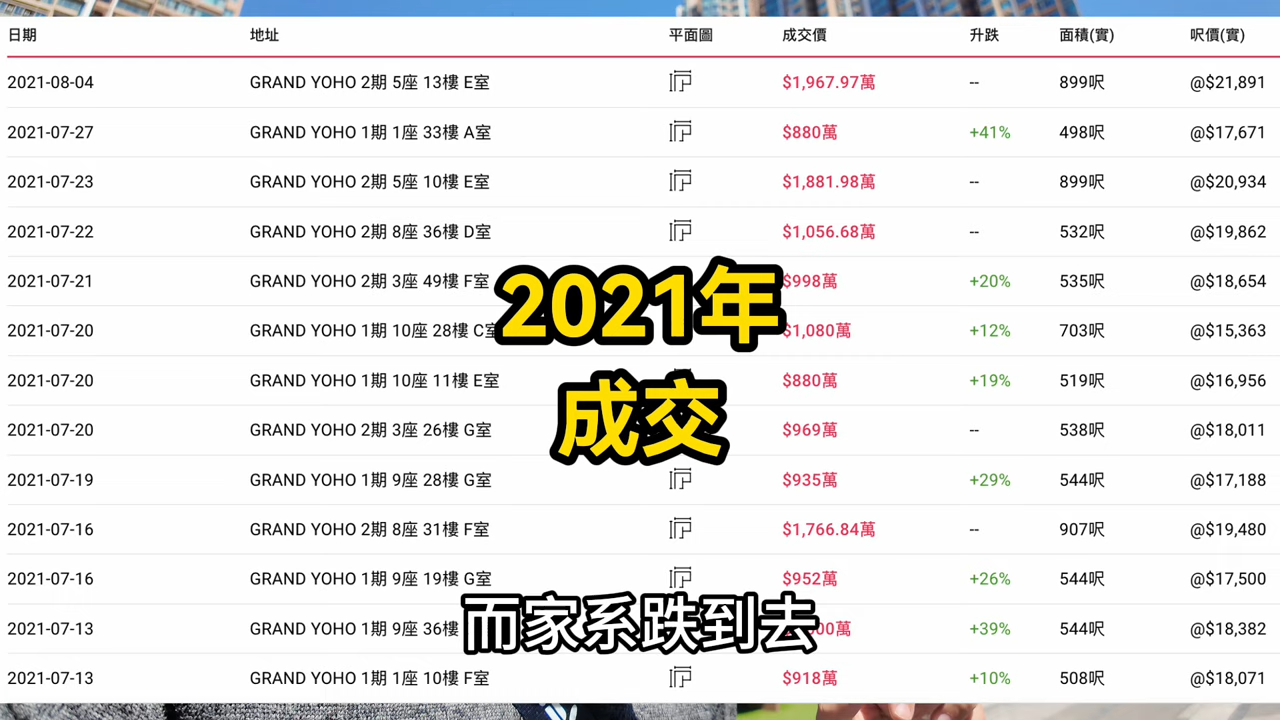 日期 地址 平面圖 成交價 升跌 面積(實) 呎價(實)
2021-08-04 GRAND YOHO 2期 5座 13樓 E室 $1,967.97萬 -- 899呎 @$21,891
2021-07-27 GRAND YOHO 1期 1座 33樓 A室 $880萬 +41% 498呎 @$17,671
2021-07-23 GRAND YOHO 2期 5座 10樓 E室 $1,881.98萬 -- 899呎 @$20,934
2021-07-22 GRAND YOHO 2期 8座 36樓 D室 $1,056.68萬 -- 532呎 @$19,862
2021-07-21 GRAND YOHO 2期 3座 49樓 F室 $998萬 +20% 535呎 @$18,654
2021-07-20 GRAND YOHO 1期 10座 28樓 C室 $1,080萬 +12% 703呎 @$15,363
2021-07-20 GRAND YOHO 1期 10座 11樓 E室 $880萬 +19% 519呎 @$16,956
2021-07-20 GRAND YOHO 2期 3座 26樓 G室 $969萬 -- 538呎 @$18,011
2021-07-19 GRAND YOHO 1期 9座 28樓 G室 $935萬 +29% 544呎 @$17,188
2021-07-16 GRAND YOHO 2期 8座 31樓 F室 $1,766.84萬 -- 907呎 @$19,480
2021-07-16 GRAND YOHO 1期 9座 19樓 G室 $952萬 +26% 544呎 @$17,500
2021-07-13 GRAND YOHO 1期 9座 36樓 +39% 544呎 @$18,382
2021-07-13 GRAND YOHO 1期 1座 10樓 F室 $918萬 +10% 508呎 @$18,071
2021年
成交
而家系跌到去